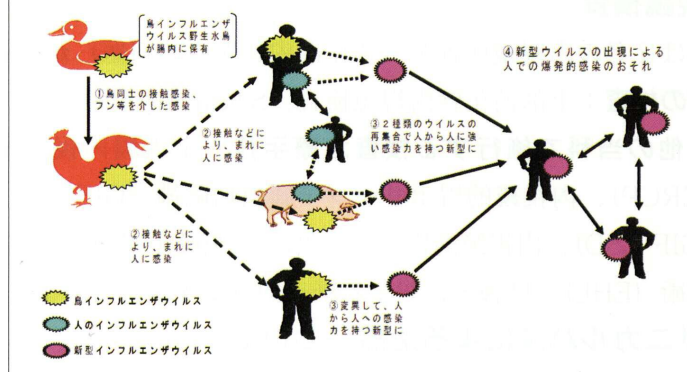 鳥インフルエンザ
ウイルス野生水鳥
が腸内に保有
①鳥同士の接触感染、
フン等を介した感染
②接触などに
より、まれに
人に感染
②接触などに
より、まれに
人に感染
③2種類のウイルスの
再集合で人から人に強
い感染力を持つ新型に
③変異して、人
から人への感染
力を持つ新型に
④新型ウイルスの出現による
人での爆発的感染のおそれ
鳥インフルエンザウイルス
人のインフルエンザウイルス
新型インフルエンザウイルス